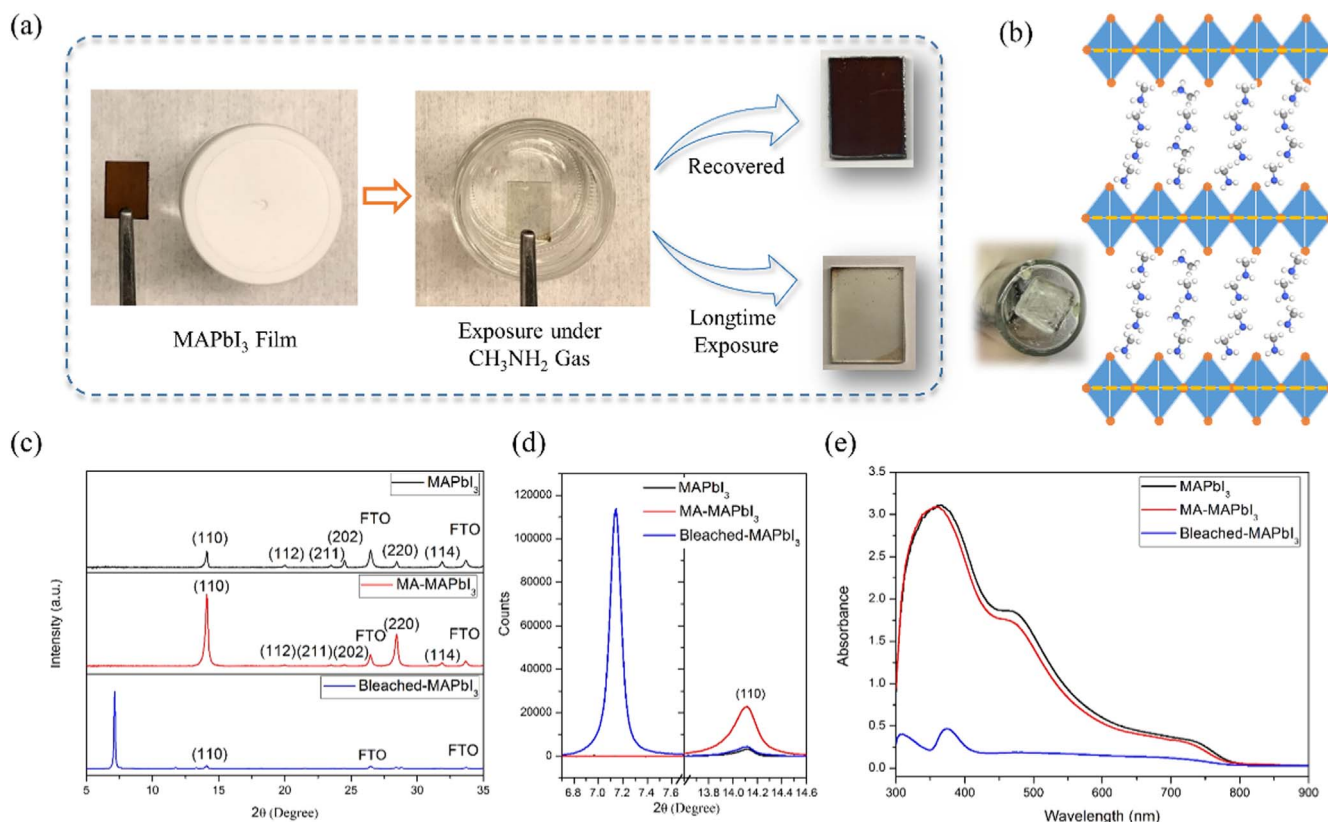 (a)
MAPbI₃ Film
Exposure under
CH₃NH₂ Gas
Recovered
Longtime
Exposure
(b)
(c)
MAPbI₃
(110)
(112)
(211)
(202)
FTO
(220)
(114)
FTO
MA-MAPbI₃
(110)
(112)
(211)
(202)
FTO
(220)
(114)
FTO
Bleached-MAPbI₃
(110)
FTO
FTO
Intensity (a.u.)
5 10 15 20 25 30 35
2θ (Degree)
(d)
MAPbI₃
MA-MAPbI₃
Bleached-MAPbI₃
120000
100000
80000
60000
40000
20000
0
Counts
(110)
6.8 7.0 7.2 7.4 7.6 13.8 14.0 14.2 14.4 14.6
2θ (Degree)
(e)
MAPbI₃
MA-MAPbI₃
Bleached-MAPbI₃
3.5
3.0
2.5
2.0
1.5
1.0
0.5
0.0
Absorbance
300 400 500 600 700 800 900
Wavelength (nm)